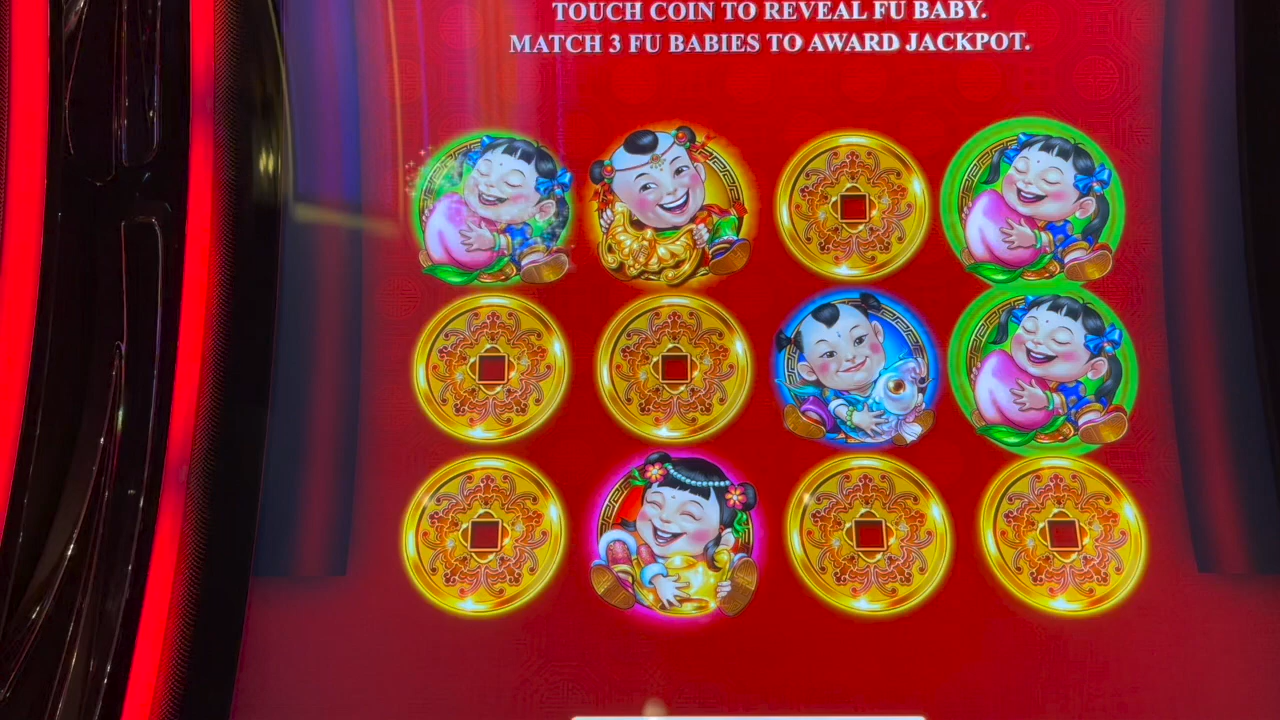 TOUCH COIN TO REVEAL FU BABY.
MATCH 3 FU BABIES TO AWARD JACKPOT.